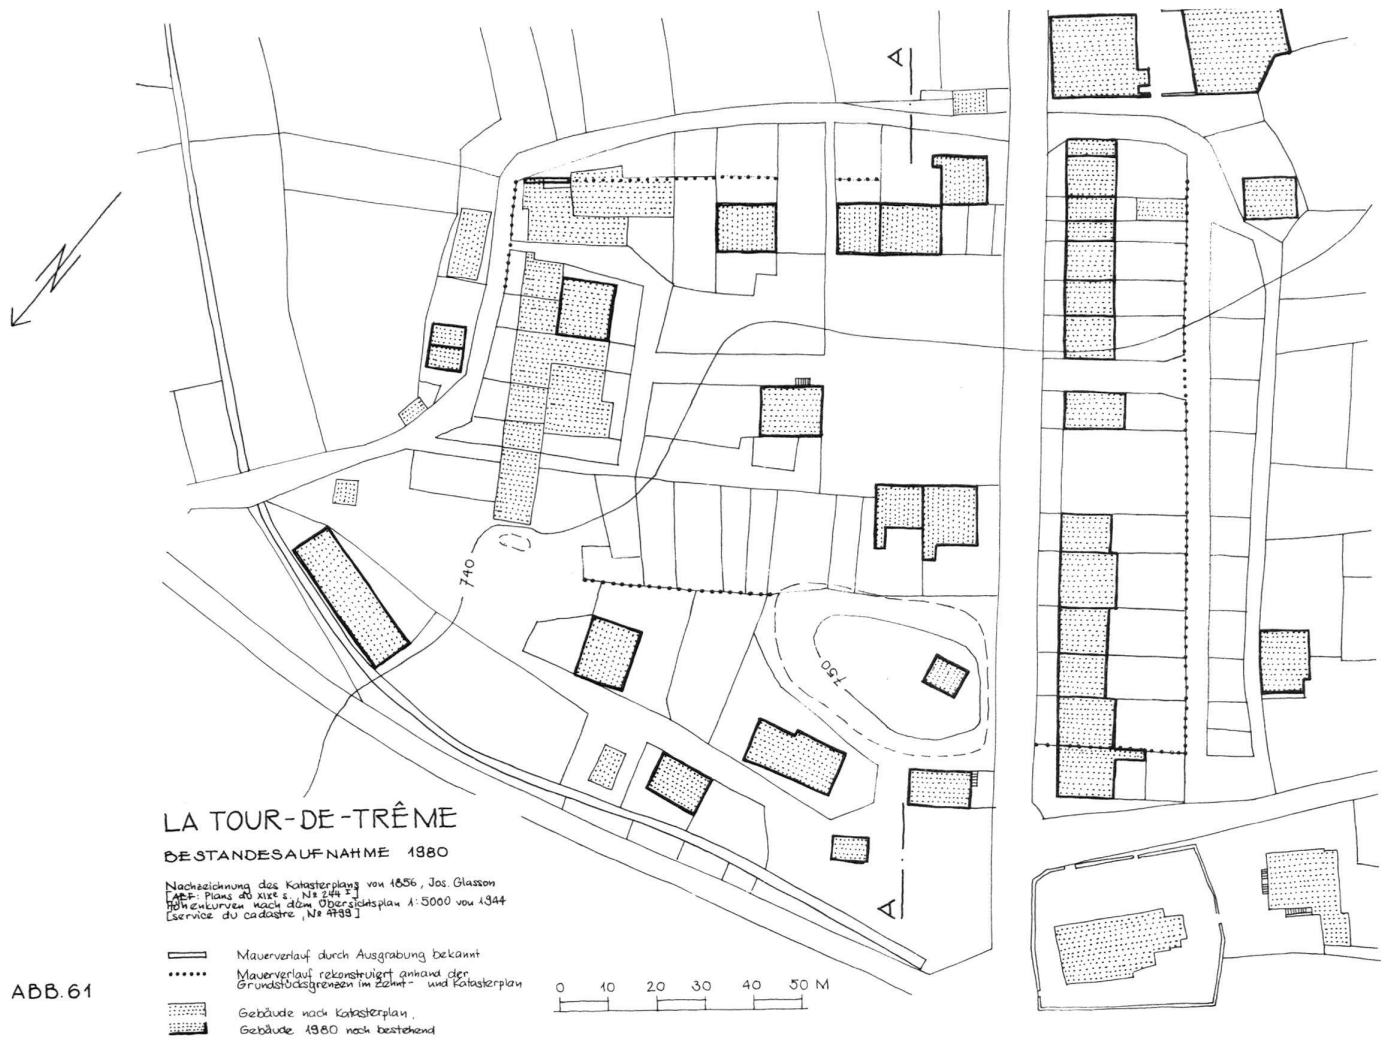 A
740
750
A
LA TOUR-DE-TRÊME
BESTANDESAUFNAHME 1980
Nachzeichnung des Katasterplans von 1856, Jos. Glasson
[AEF: Plans du XIXe s., No 244 I]
Höhenkurven nach dem Übersichtsplan 1:5000 von 1944
[service du cadastre, No 4799]
Mauerverlauf durch Ausgrabung bekannt
Mauerverlauf rekonstruiert anhand der
Grundstücksgrenzen im Zehnt- und Katasterplan
0 10 20 30 40 50 M
ABB. 61
Gebäude nach Katasterplan,
Gebäude 1980 noch bestehend